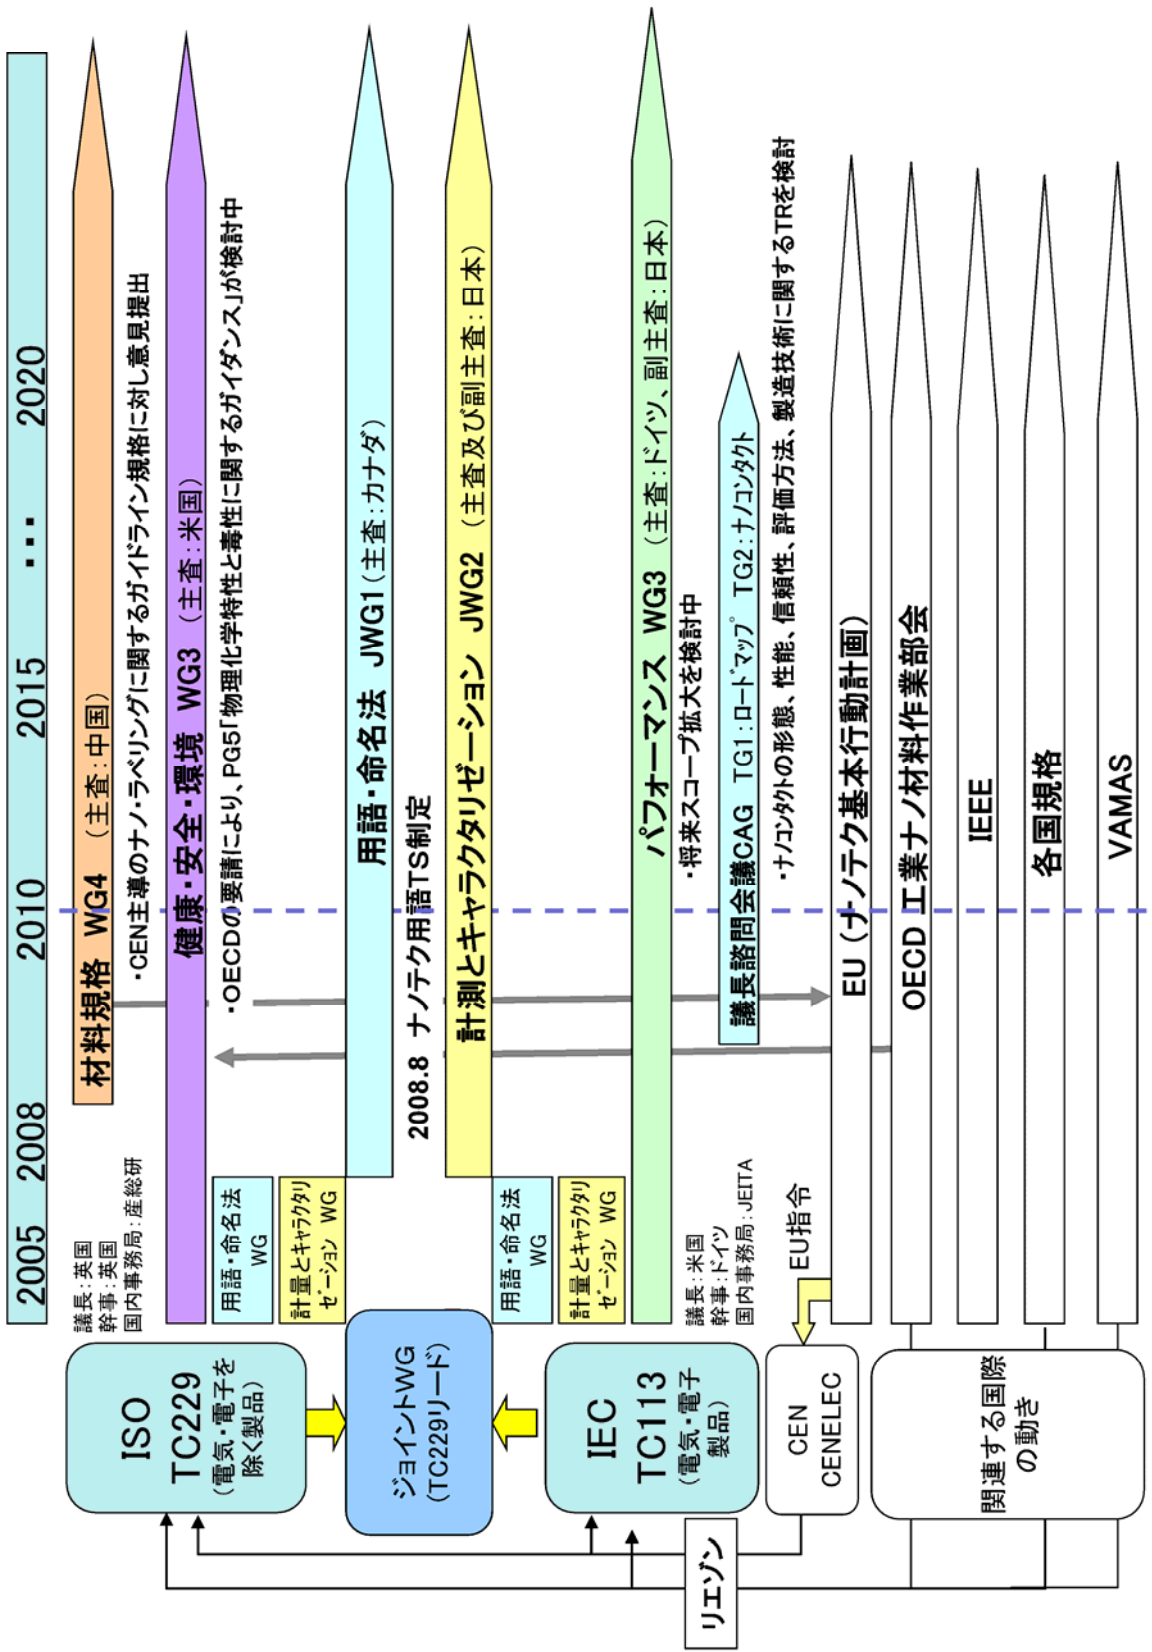 2005 2008 2010 2015 ・・・ 2020
ISO
TC229
(電気・電子を
除く製品)
議長:英国
幹事:英国
国内事務局:産総研
材料規格 WG4 (主査:中国)
・CEN主導のナノ・ラベリングに関するガイドライン規格に対し意見提出
健康・安全・環境 WG3 (主査:米国)
・OECDの要請により、PG5「物理化学特性と毒性に関するガイダンス」が検討中
用語・命名法
WG
計量とキャラクタリ
ゼーション WG
ジョイントWG
(TC229リード)
用語・命名法 JWG1(主査:カナダ)
2008.8 ナノテク用語TS制定
計測とキャラクタリゼーション JWG2 (主査及び副主査:日本)
用語・命名法
WG
計量とキャラクタリ
ゼーション WG
IEC
TC113
(電気・電子
製品)
パフォーマンス WG3 (主査:ドイツ、副主査:日本)
・将来スコープ拡大を検討中
議長:米国
幹事:ドイツ
国内事務局:JEITA
議長諮問会議CAG TG1:ロードマップ TG2:ナノコンタクト
・ナノコンタクトの形態、性能、信頼性、評価方法、製造技術に関するTRを検討
リエゾン
CEN
CENELEC
EU指令
EU (ナノテク基本行動計画)
関連する国際
の動き
OECD 工業ナノ材料作業部会
IEEE
各国規格
VAMAS